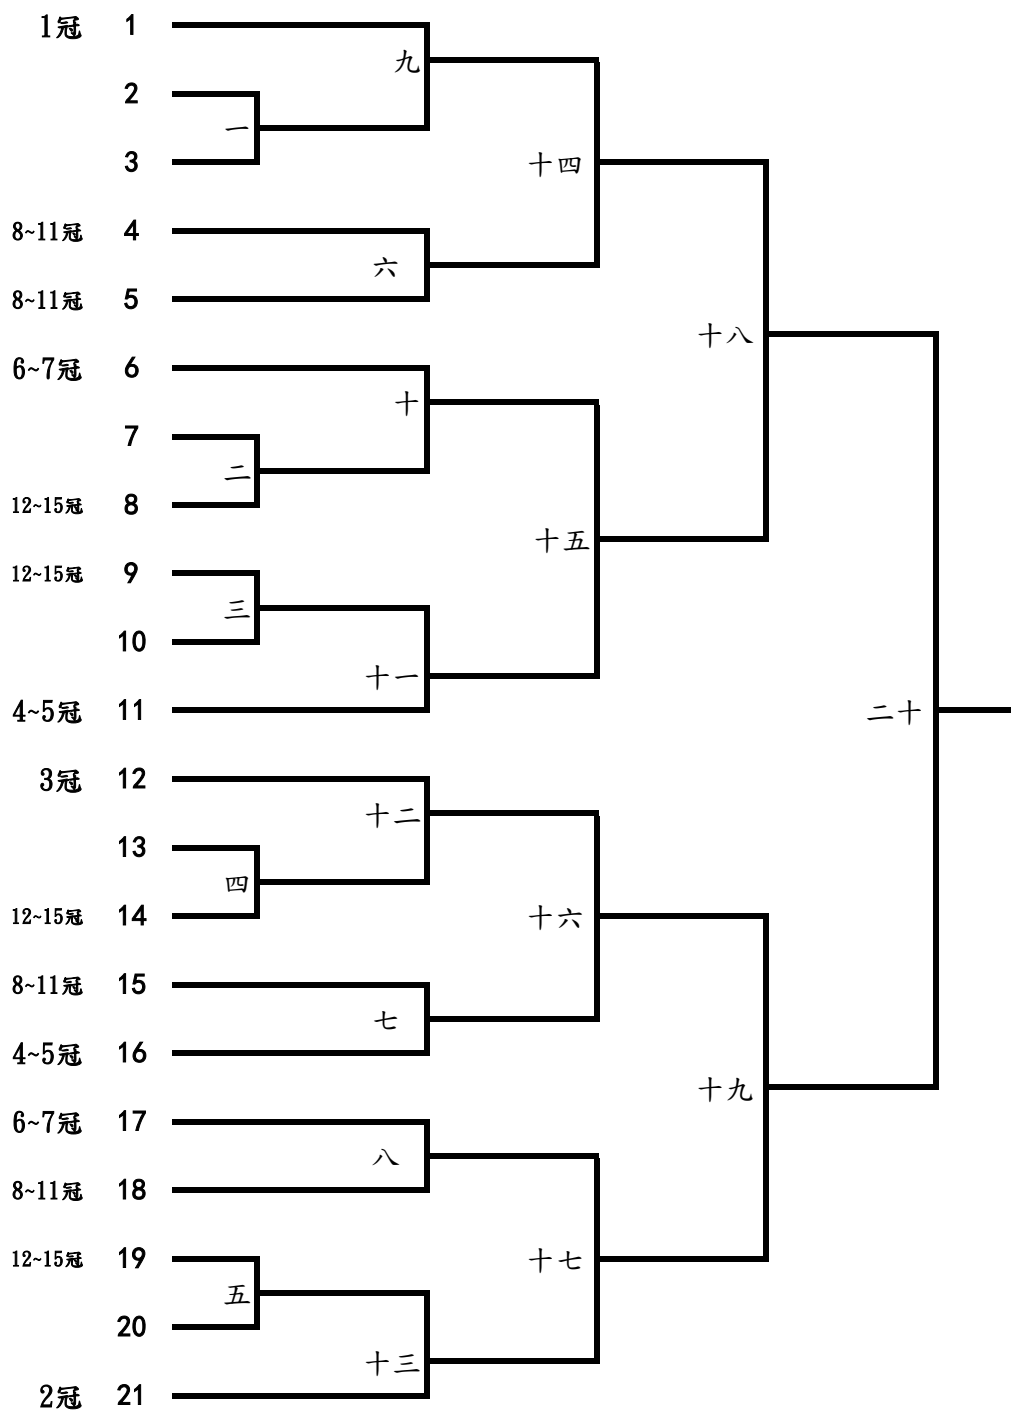 1冠 1
九
2
一
3
十四
8~11冠 4
六
8~11冠 5
十八
6~7冠 6
十
7
二
12~15冠 8
十五
12~15冠 9
三
10
十一
4~5冠 11
二十
3冠 12
十二
13
四
12~15冠 14
十六
8~11冠 15
七
4~5冠 16
十九
6~7冠 17
八
8~11冠 18
12~15冠 19
十七
五
20
十三
2冠 21